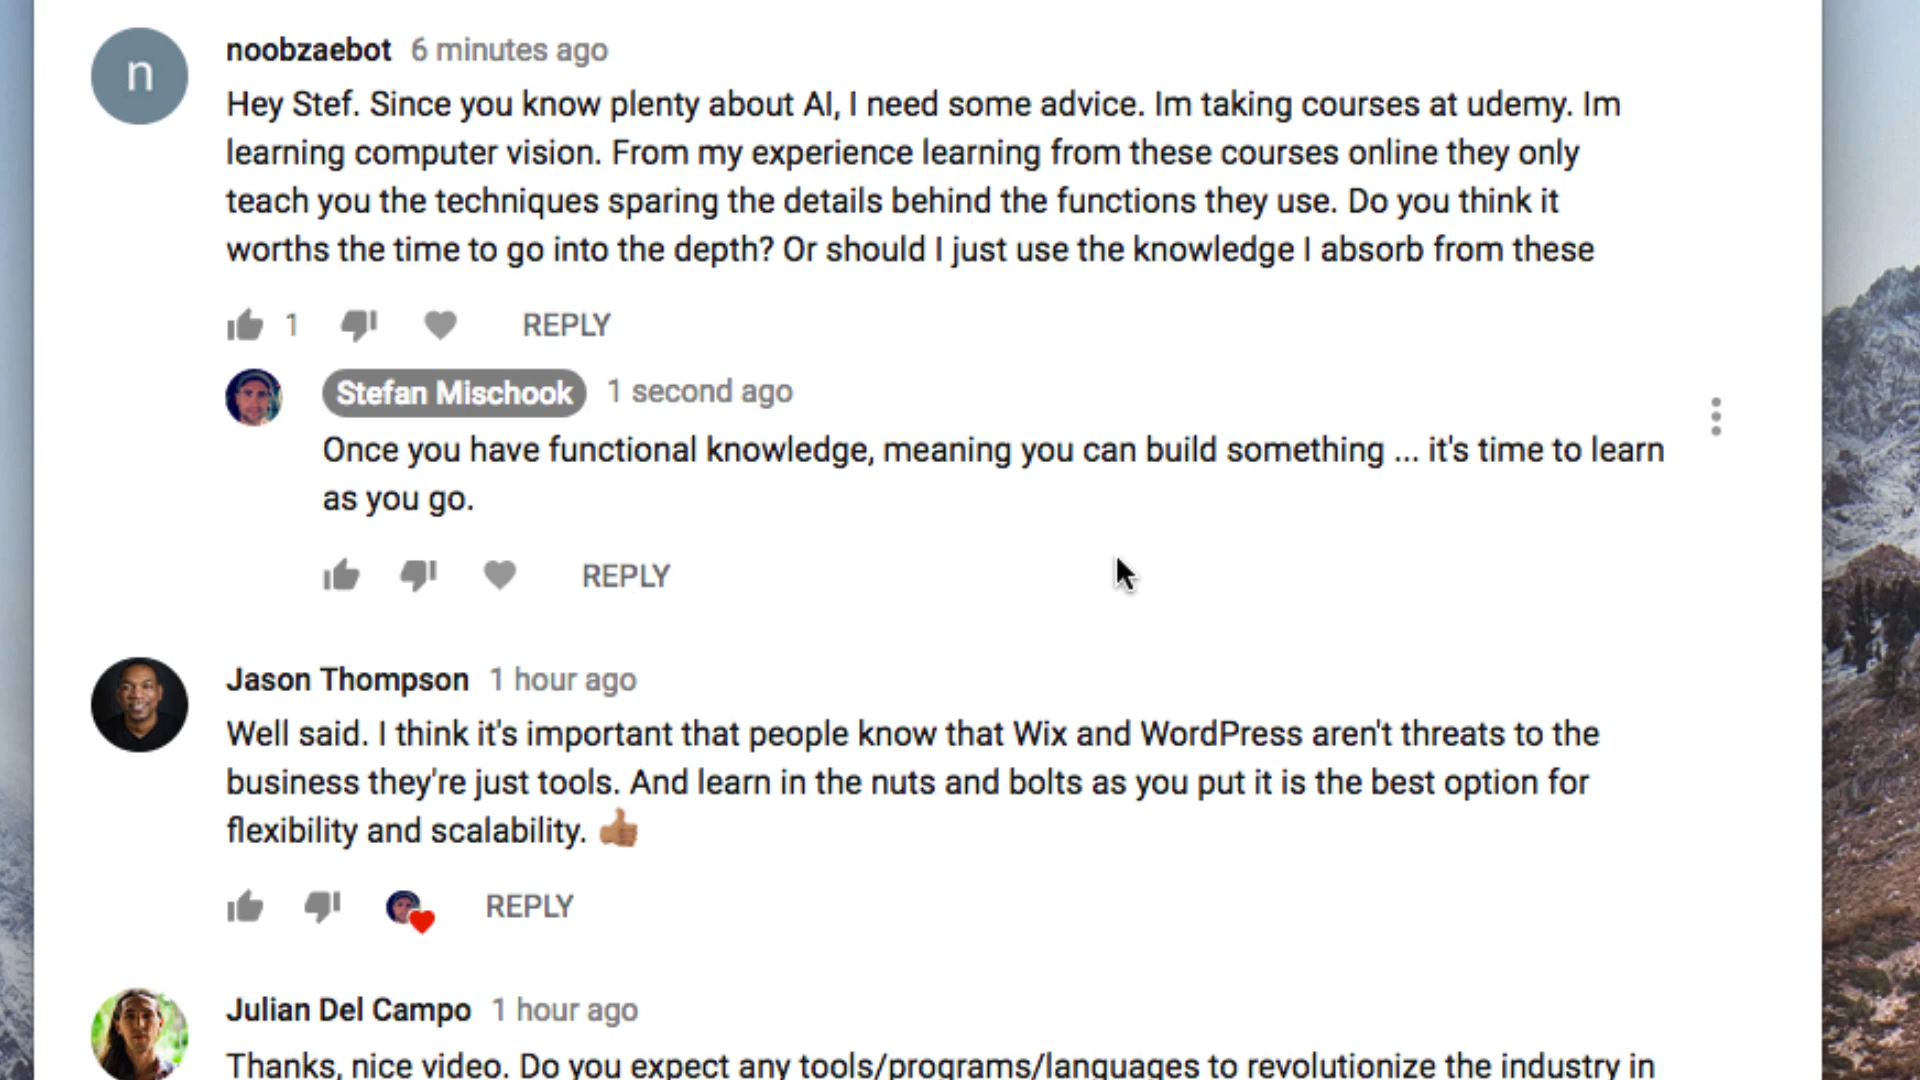 n
noobzaebot 6 minutes ago
Hey Stef. Since you know plenty about AI, I need some advice. Im taking courses at udemy. Im
learning computer vision. From my experience learning from these courses online they only
teach you the techniques sparing the details behind the functions they use. Do you think it
worths the time to go into the depth? Or should I just use the knowledge I absorb from these
1 REPLY
Stefan Mischook 1 second ago
Once you have functional knowledge, meaning you can build something ... it's time to learn
as you go.
REPLY
Jason Thompson 1 hour ago
Well said. I think it's important that people know that Wix and WordPress aren't threats to the
business they're just tools. And learn in the nuts and bolts as you put it is the best option for
flexibility and scalability. 👍🏽
REPLY
Julian Del Campo 1 hour ago
Thanks, nice video. Do you expect any tools/programs/languages to revolutionize the industry in